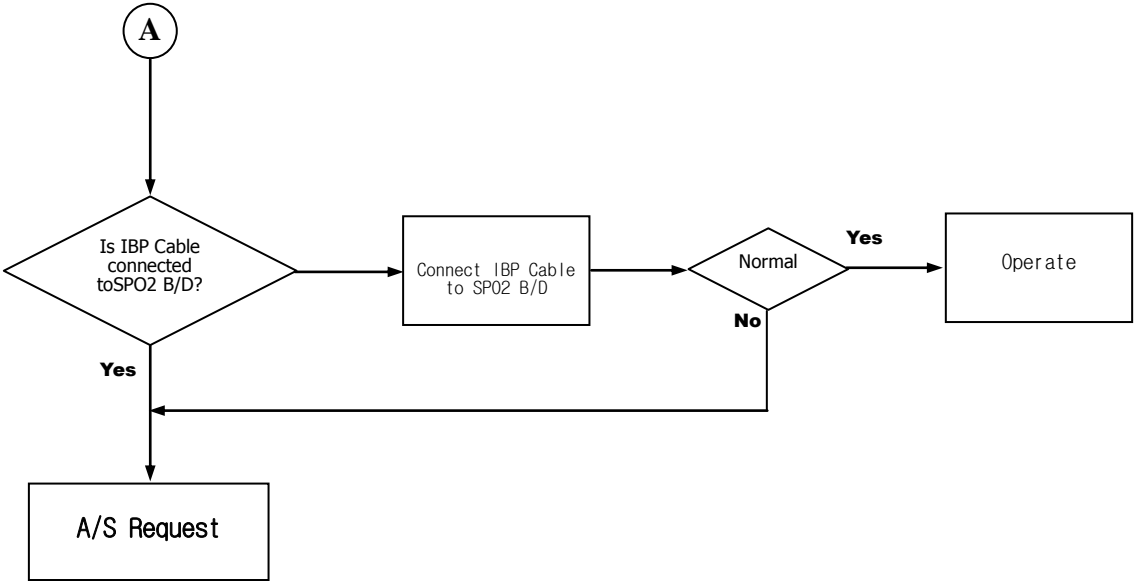 A
Is IBP Cable
connected
toSPO2 B/D?
Connect IBP Cable
to SPO2 B/D
Normal
Yes
Operate
No
Yes
A/S Request